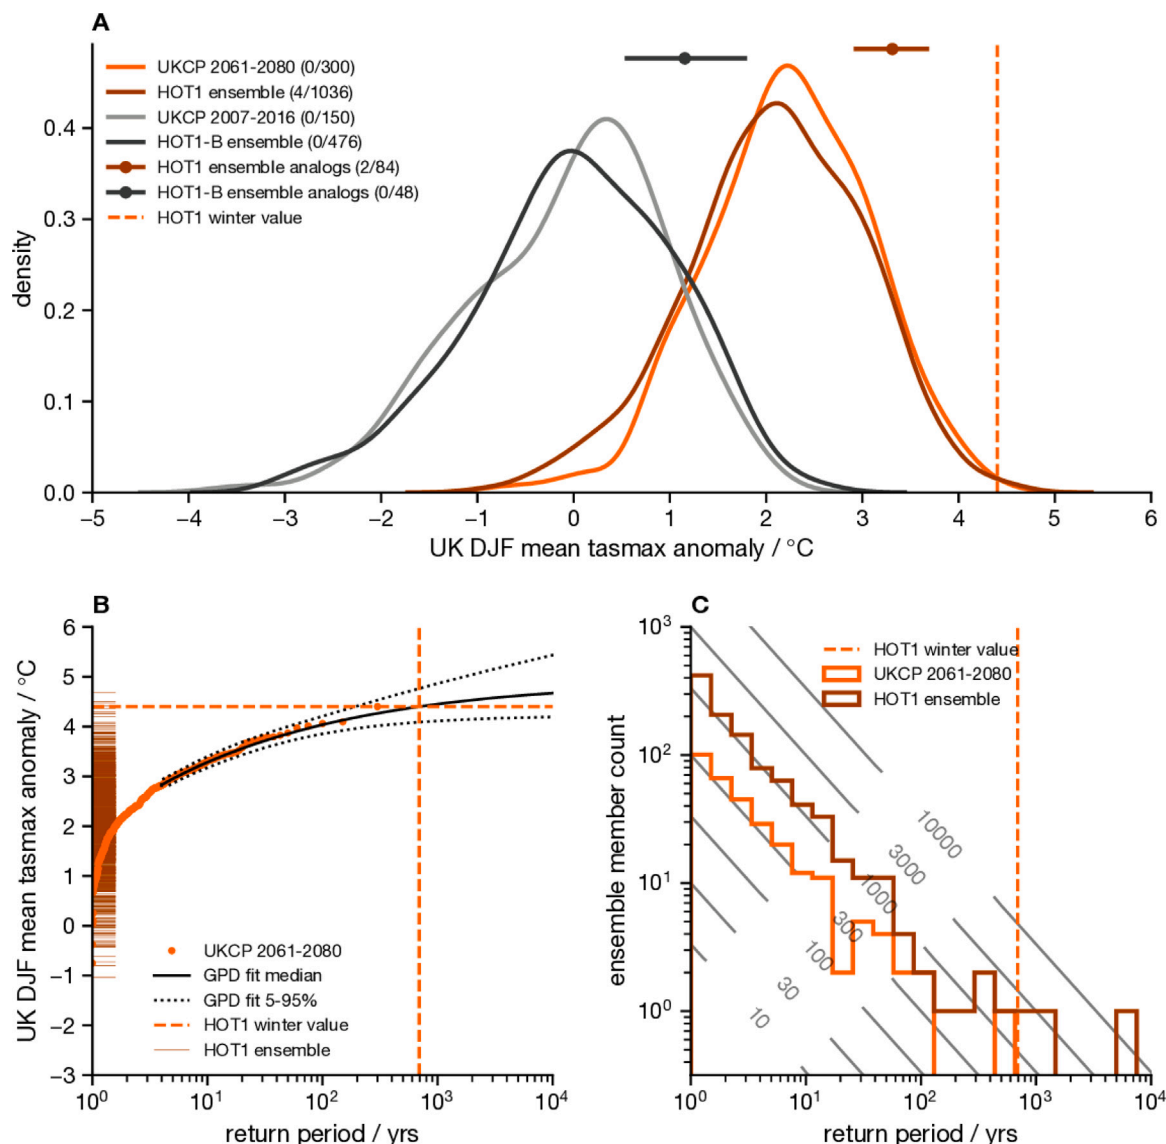 A
UKCP 2061-2080 (0/300)
HOT1 ensemble (4/1036)
UKCP 2007-2016 (0/150)
HOT1-B ensemble (0/476)
HOT1 ensemble analogs (2/84)
HOT1-B ensemble analogs (0/48)
HOT1 winter value
density
0.4
0.3
0.2
0.1
0.0
−5 −4 −3 −2 −1 0 1 2 3 4 5 6
UK DJF mean tasmax anomaly / °C
B
UK DJF mean tasmax anomaly / °C
6
5
4
3
2
1
0
−1
−2
−3
UKCP 2061-2080
GPD fit median
GPD fit 5-95%
HOT1 winter value
HOT1 ensemble
10⁰ 10¹ 10² 10³ 10⁴
return period / yrs
C
ensemble member count
10³
10²
10¹
10⁰
HOT1 winter value
UKCP 2061-2080
HOT1 ensemble
10000
3000
1000
300
100
30
10
10⁰ 10¹ 10² 10³ 10⁴
return period / yrs